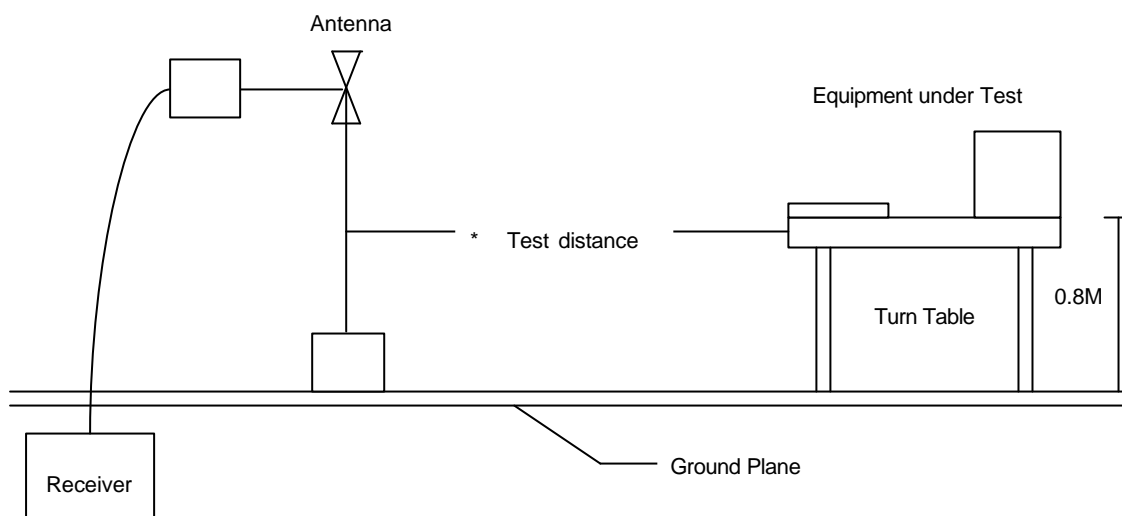 Antenna
Equipment under Test
* Test distance
0.8M
Turn Table
Ground Plane
Receiver